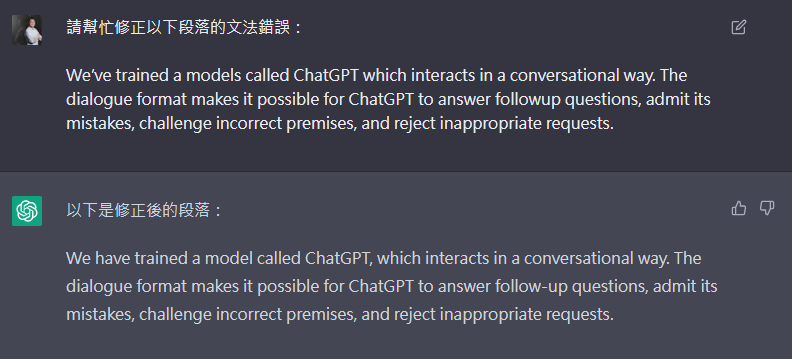 請幫忙修正以下段落的文法錯誤：
We’ve trained a models called ChatGPT which interacts in a conversational way. The
dialogue format makes it possible for ChatGPT to answer followup questions, admit its
mistakes, challenge incorrect premises, and reject inappropriate requests.
以下是修正後的段落：
We have trained a model called ChatGPT, which interacts in a conversational way. The
dialogue format makes it possible for ChatGPT to answer follow-up questions, admit its
mistakes, challenge incorrect premises, and reject inappropriate requests.